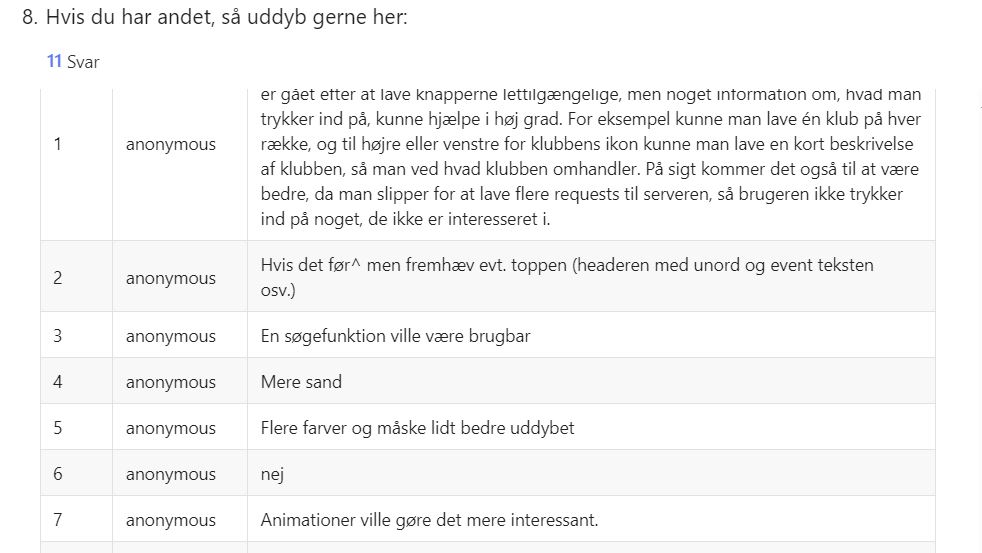 8. Hvis du har andet, så uddyb gerne her:
11 Svar
er gået efter at lave knapperne lettilgængelige, men noget information om, hvad man
trykker ind på, kunne hjælpe i høj grad. For eksempel kunne man lave én klub på hver
række, og til højre eller venstre for klubbens ikon kunne man lave en kort beskrivelse
af klubben, så man ved hvad klubben omhandler. På sigt kommer det også til at være
bedre, da man slipper for at lave flere requests til serveren, så brugeren ikke trykker
ind på noget, de ikke er interesseret i.
1 anonymous
2 anonymous Hvis det før^ men fremhæv evt. toppen (headeren med unord og event teksten
osv.)
3 anonymous En søgefunktion ville være brugbar
4 anonymous Mere sand
5 anonymous Flere farver og måske lidt bedre uddybet
6 anonymous nej
7 anonymous Animationer ville gøre det mere interessant.